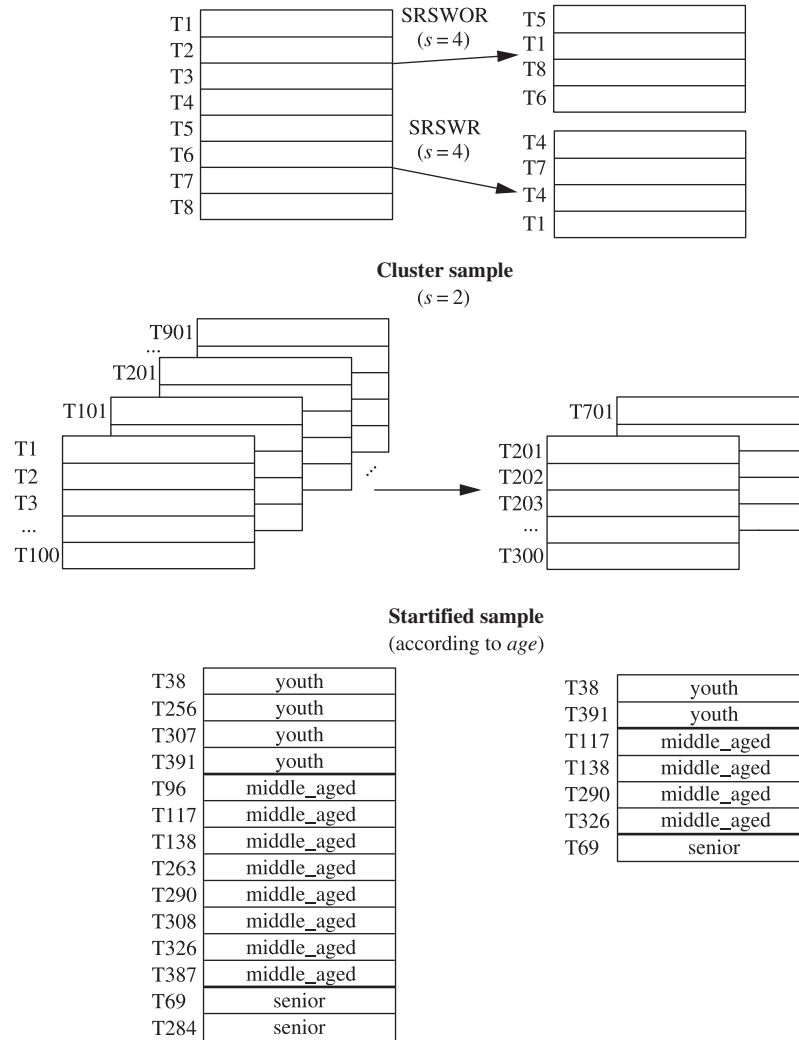 T1
T2
T3
T4
T5
T6
T7
T8
SRSWOR
(s = 4)
T5
T1
T8
T6
SRSWR
(s = 4)
T4
T7
T4
T1
Cluster sample
(s = 2)
T901
...
T201
T101
T1
T2
T3
...
T100
...
T701
T201
T202
T203
...
T300
Startified sample
(according to age)
T38 youth
T256 youth
T307 youth
T391 youth
T96 middle_aged
T117 middle_aged
T138 middle_aged
T263 middle_aged
T290 middle_aged
T308 middle_aged
T326 middle_aged
T387 middle_aged
T69 senior
T284 senior
T38 youth
T391 youth
T117 middle_aged
T138 middle_aged
T290 middle_aged
T326 middle_aged
T69 senior